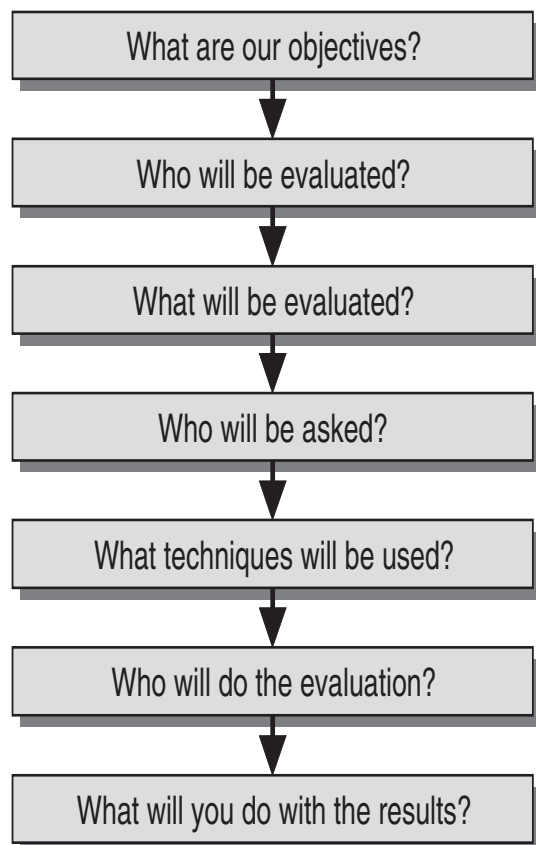 What are our objectives?
Who will be evaluated?
What will be evaluated?
Who will be asked?
What techniques will be used?
Who will do the evaluation?
What will you do with the results?